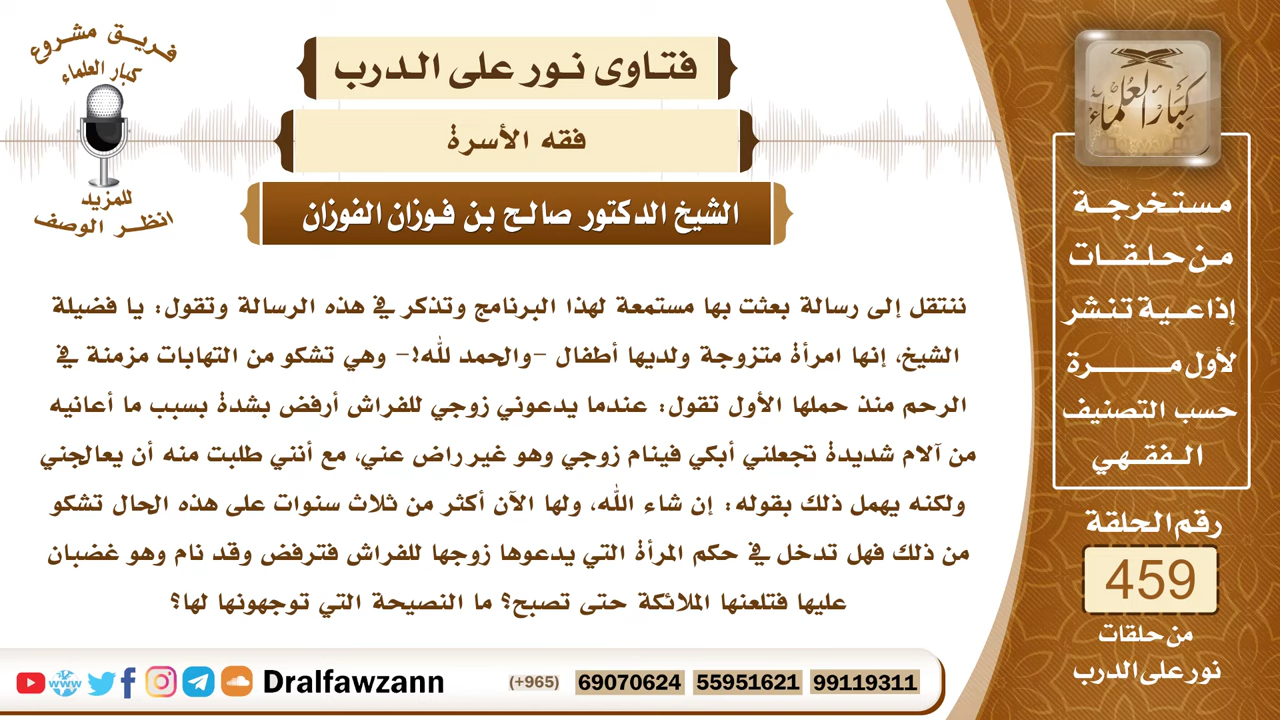 فريق مشروع
كبار العلماء
للمزيد
انظر الوصف
فتاوى نور على الدرب
فقه الأسرة
الشيخ الدكتور صالح بن فوزان الفوزان
ننتقل إلى رسالة بعثت بها مستمعة لهذا البرنامج وتذكر في هذه الرسالة وتقول: يا فضيلة
الشيخ، إنها امرأة متزوجة ولديها أطفال -والحمد لله!- وهي تشكو من التهابات مزمنة في
الرحم منذ حملها الأول تقول: عندما يدعوني زوجي للفراش أرفض بشدة بسبب ما أعانيه
من آلام شديدة تجعلني أبكي فينام زوجي وهو غير راض عني، مع أنني طلبت منه أن يعالجني
ولكنه يهمل ذلك بقوله: إن شاء الله، ولها الآن أكثر من ثلاث سنوات على هذه الحال تشكو
من ذلك فهل تدخل في حكم المرأة التي يدعوها زوجها للفراش فترفض وقد نام وهو غضبان
عليها فتلعنها الملائكة حتى تصبح؟ ما النصيحة التي توجهونها لها؟
كبار العلماء
مستخرجة
من حلقات
إذاعية تنشر
لأول مرة
حسب التصنيف
الفقهي
رقم الحلقة
459
من حلقات
نور على الدرب
www Dralfawzann (+965) 69070624 55951621 99119311